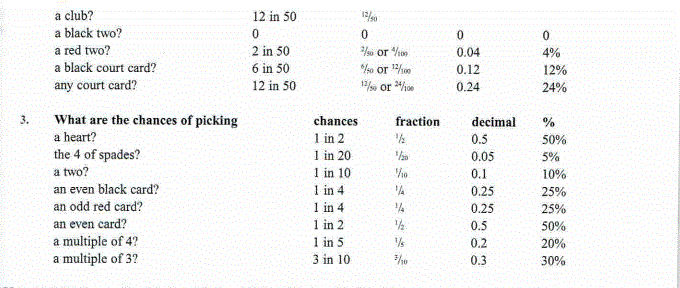 a club? 12 in 50 12/50
a black two? 0 0 0 0
a red two? 2 in 50 2/50 or 4/100 0.04 4%
a black court card? 6 in 50 6/50 or 12/100 0.12 12%
any court card? 12 in 50 12/50 or 24/100 0.24 24%
3. What are the chances of picking chances fraction decimal %
a heart? 1 in 2 1/2 0.5 50%
the 4 of spades? 1 in 20 1/20 0.05 5%
a two? 1 in 10 1/10 0.1 10%
an even black card? 1 in 4 1/4 0.25 25%
an odd red card? 1 in 4 1/4 0.25 25%
an even card? 1 in 2 1/2 0.5 50%
a multiple of 4? 1 in 5 1/5 0.2 20%
a multiple of 3? 3 in 10 3/10 0.3 30%